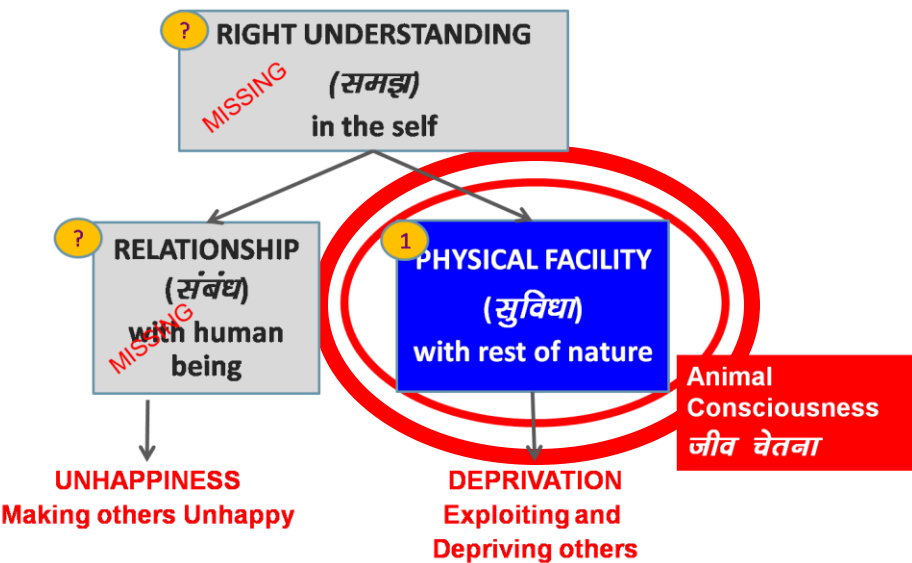 ?
RIGHT UNDERSTANDING
(समझ)
in the self
MISSING
?
RELATIONSHIP
(संबंध)
with human
being
MISSING
1
PHYSICAL FACILITY
(सुविधा)
with rest of nature
Animal
Consciousness
जीव चेतना
UNHAPPINESS
Making others Unhappy
DEPRIVATION
Exploiting and
Depriving others